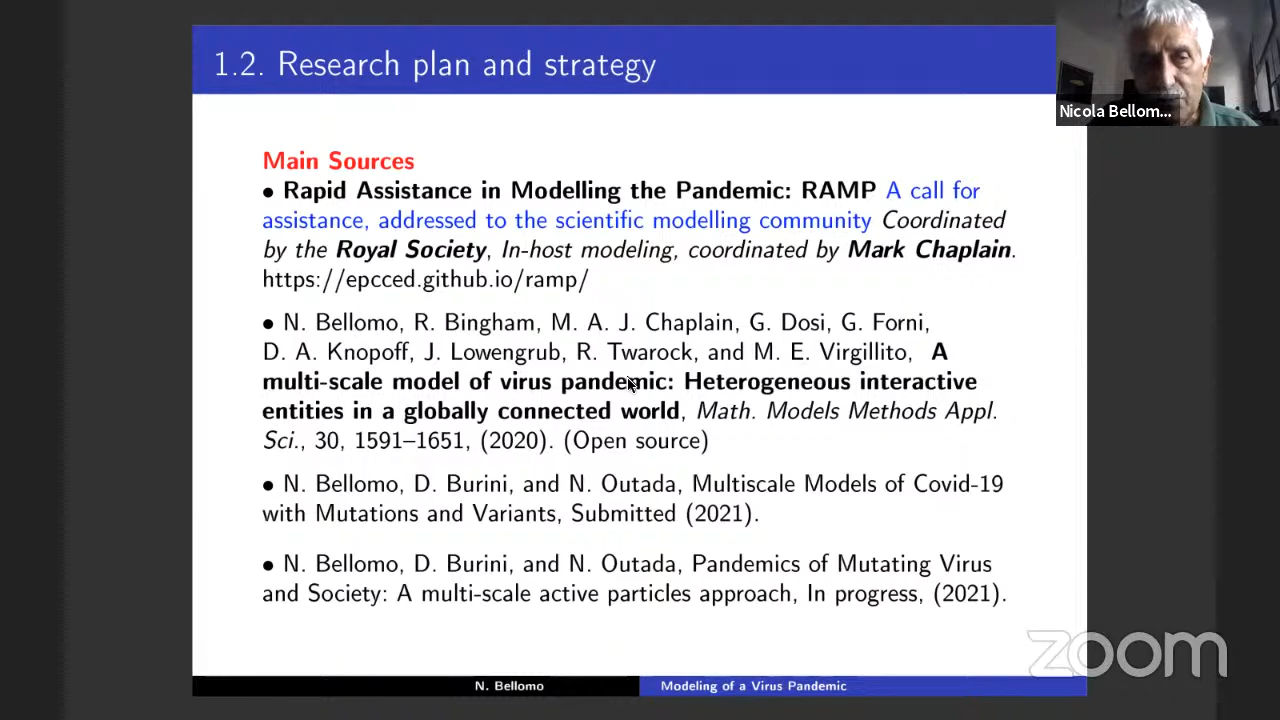 1.2. Research plan and strategy
Nicola Bellom...
Main Sources
• Rapid Assistance in Modelling the Pandemic: RAMP A call for
assistance, addressed to the scientific modelling community Coordinated
by the Royal Society, In-host modeling, coordinated by Mark Chaplain.
https://epcced.github.io/ramp/
• N. Bellomo, R. Bingham, M. A. J. Chaplain, G. Dosi, G. Forni,
D. A. Knopoff, J. Lowengrub, R. Twarock, and M. E. Virgillito, A
multi-scale model of virus pandemic: Heterogeneous interactive
entities in a globally connected world, Math. Models Methods Appl.
Sci., 30, 1591–1651, (2020). (Open source)
• N. Bellomo, D. Burini, and N. Outada, Multiscale Models of Covid-19
with Mutations and Variants, Submitted (2021).
• N. Bellomo, D. Burini, and N. Outada, Pandemics of Mutating Virus
and Society: A multi-scale active particles approach, In progress, (2021).
zoom
N. Bellomo Modeling of a Virus Pandemic